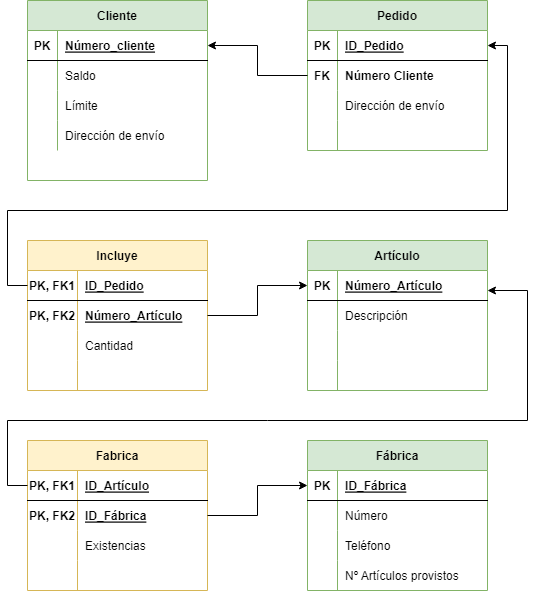 Cliente
PK Número_cliente
Saldo
Límite
Dirección de envío
Pedido
PK ID_Pedido
FK Número Cliente
Dirección de envío
Incluye
PK, FK1 ID_Pedido
PK, FK2 Número_Artículo
Cantidad
Artículo
PK Número_Artículo
Descripción
Fabrica
PK, FK1 ID_Artículo
PK, FK2 ID_Fábrica
Existencias
Fábrica
PK ID_Fábrica
Número
Teléfono
Nº Artículos provistos